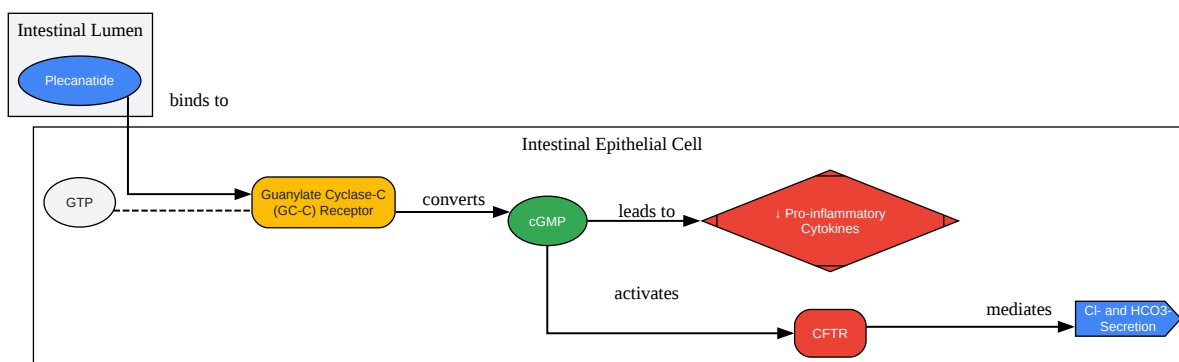 Intestinal Lumen
Plecanatide
binds to
Intestinal Epithelial Cell
GTP
Guanylate Cyclase-C
(GC-C) Receptor
converts
cGMP
leads to
↓ Pro-inflammatory
Cytokines
activates
CFTR
mediates
Cl- and HCO3-
Secretion